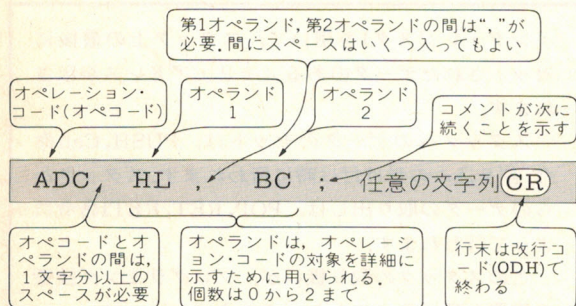 第1オペランド,第2オペランドの間は“,”が
必要.間にスペースはいくつ入ってもよい
オペレーション・
コード(オペコード)
オペランド
1
オペランド
2
コメントが次に
続くことを示す
ADC HL , BC ; 任意の文字列 CR
オペコードとオ
ペランドの間は,
1文字分以上の
スペースが必要
オペランドは,オペレーシ
ョン・コードの対象を詳細に
示すために用いられる.
個数は0から2まで
行末は改行コ
ード(ODH)で
終わる